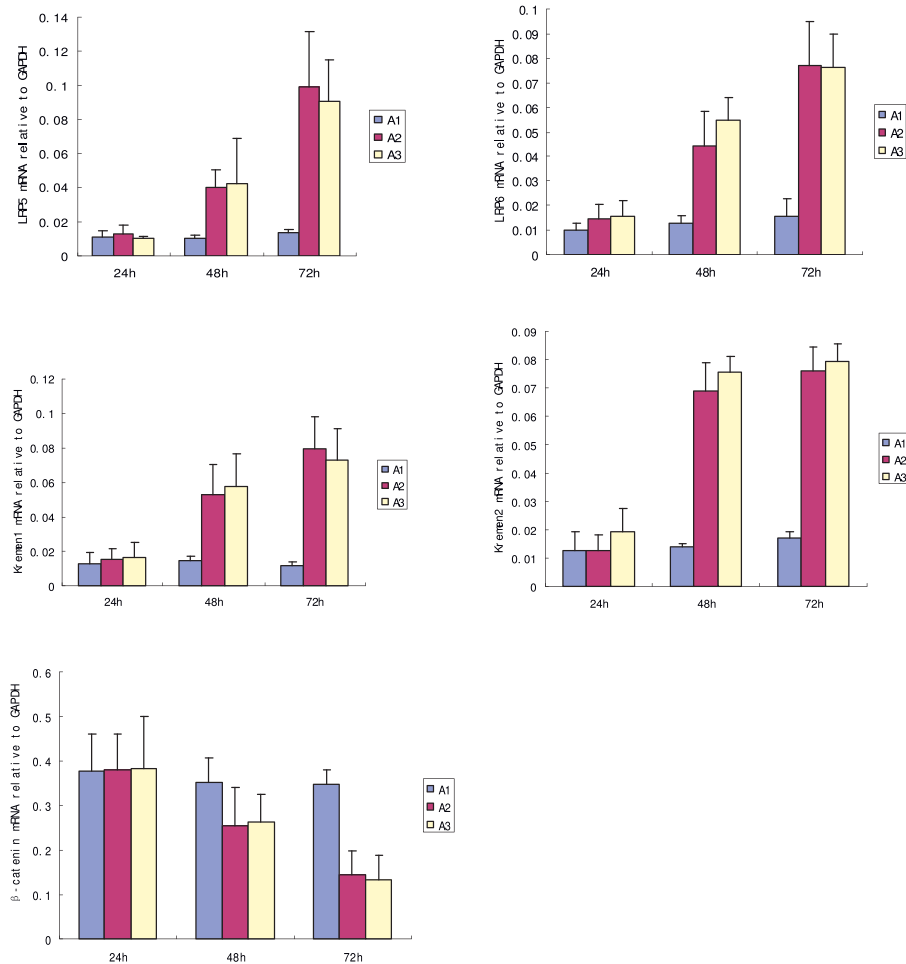 LRP5 mRNA relative to GAPDH
0.14
0.12
0.1
0.08
0.06
0.04
0.02
0
24h 48h 72h
A1
A2
A3
LRP6 mRNA relative to GAPDH
0.1
0.09
0.08
0.07
0.06
0.05
0.04
0.03
0.02
0.01
0
24h 48h 72h
A1
A2
A3
Kremen1 mRNA relative to GAPDH
0.12
0.1
0.08
0.06
0.04
0.02
0
24h 48h 72h
A1
A2
A3
Kremen2 mRNA relative to GAPDH
0.09
0.08
0.07
0.06
0.05
0.04
0.03
0.02
0.01
0
24h 48h 72h
A1
A2
A3
β-catenin mRNA relative to GAPDH
0.6
0.5
0.4
0.3
0.2
0.1
0
24h 48h 72h
A1
A2
A3